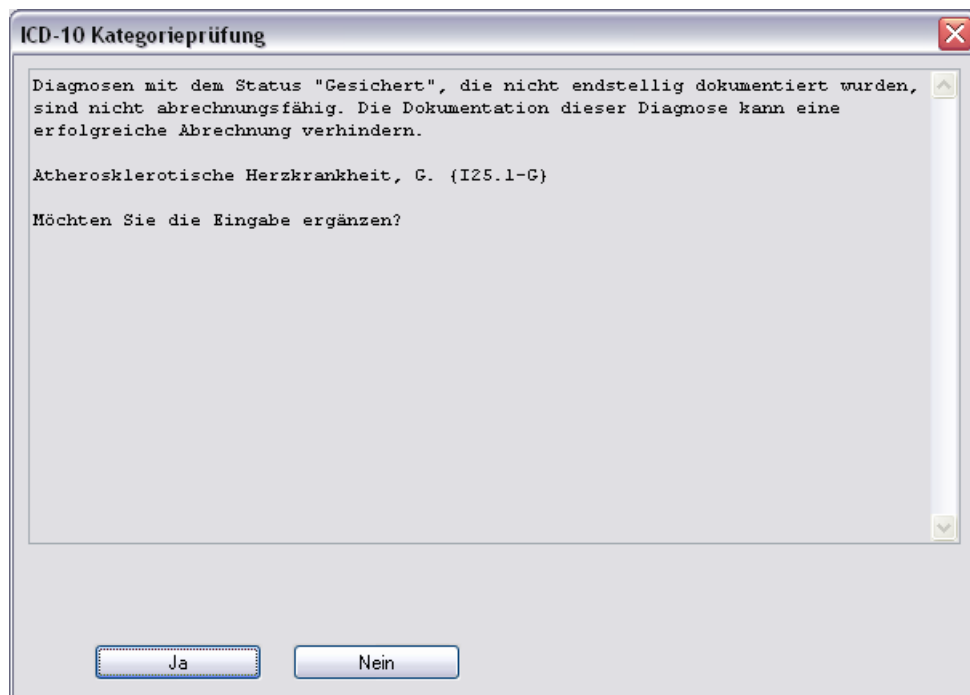 ICD-10 Kategorieprüfung
Diagnosen mit dem Status "Gesichert", die nicht endstellig dokumentiert wurden,
sind nicht abrechnungsfähig. Die Dokumentation dieser Diagnose kann eine
erfolgreiche Abrechnung verhindern.
Atherosklerotische Herzkrankheit, G. {I25.1-G}
Möchten Sie die Eingabe ergänzen?
Ja
Nein